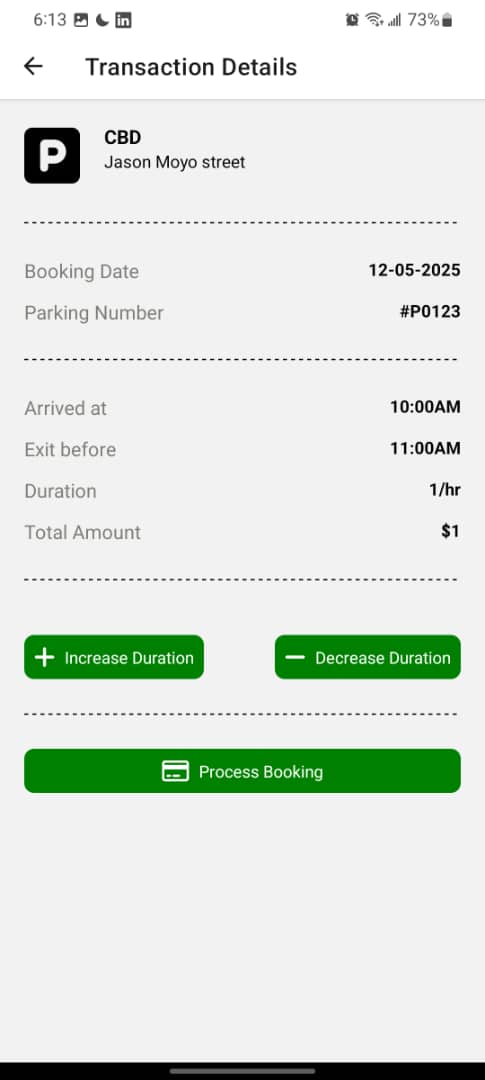 6:13 73%
Transaction Details
P
CBD
Jason Moyo street
Booking Date 12-05-2025
Parking Number #P0123
Arrived at 10:00AM
Exit before 11:00AM
Duration 1/hr
Total Amount $1
Increase Duration Decrease Duration
Process Booking